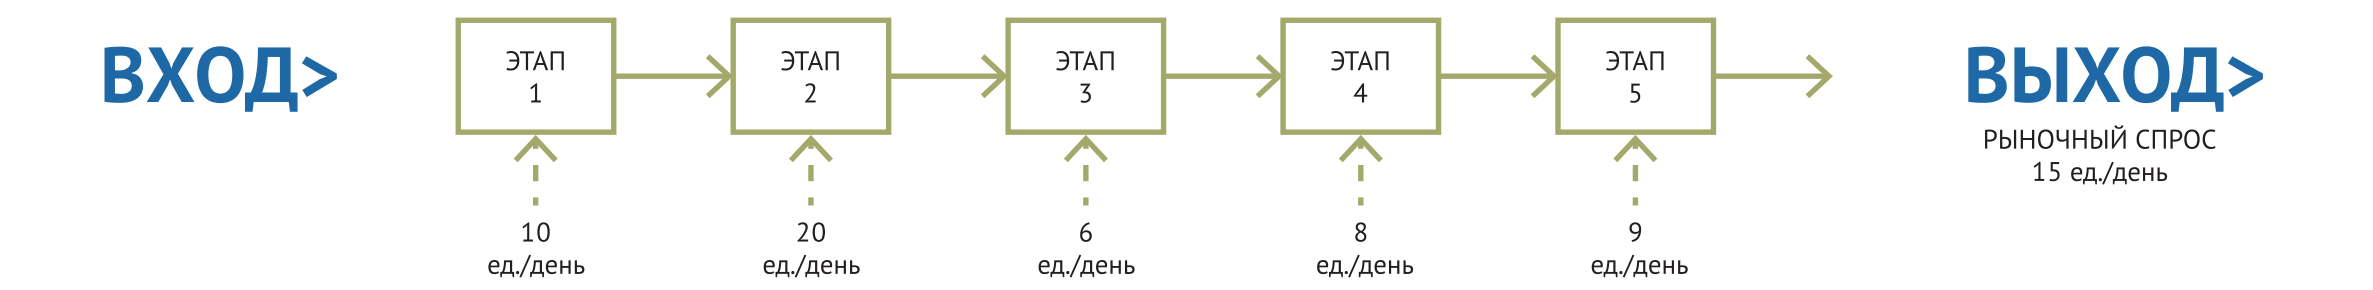 ВХОД>
ЭТАП
1
ЭТАП
2
ЭТАП
3
ЭТАП
4
ЭТАП
5
ВЫХОД>
РЫНОЧНЫЙ СПРОС
15 ед./день
10
ед./день
20
ед./день
6
ед./день
8
ед./день
9
ед./день